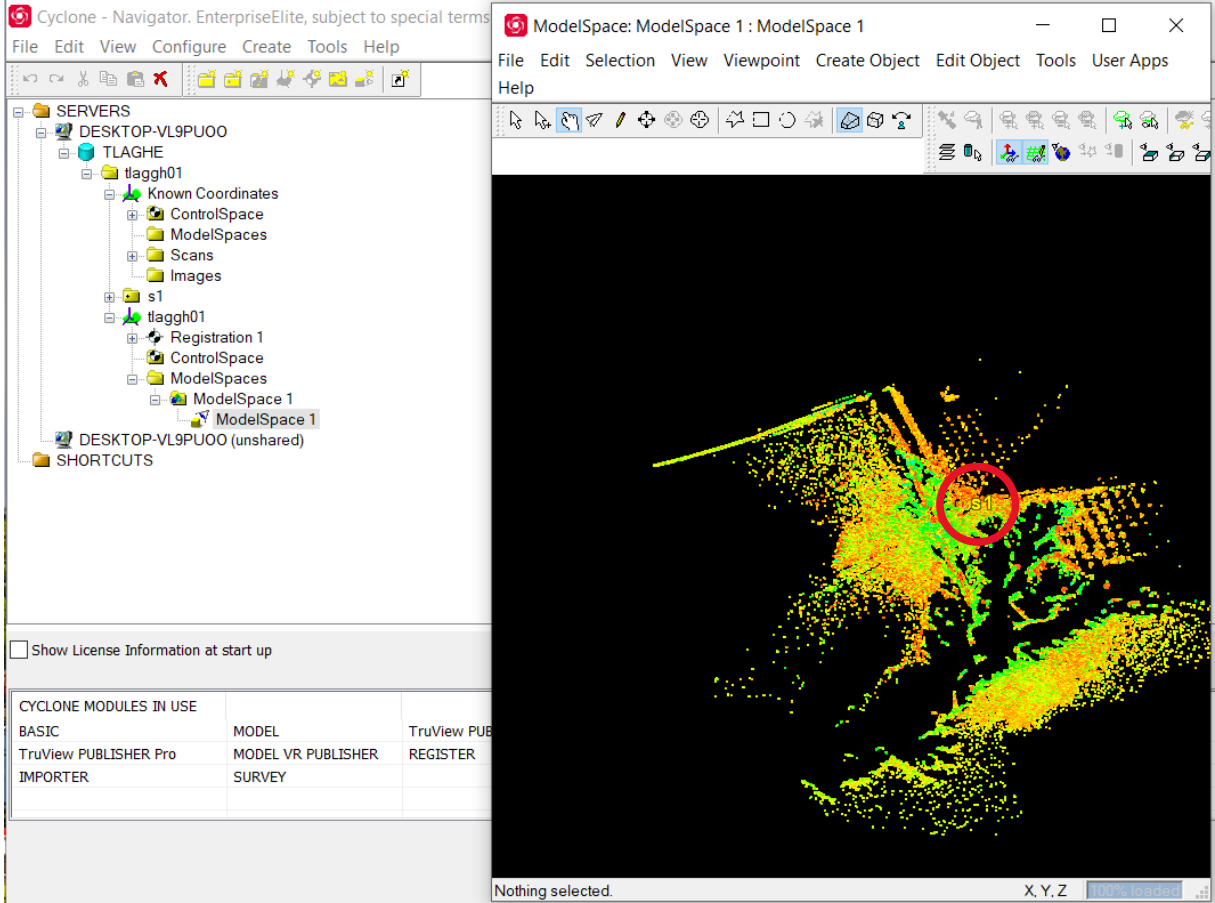 Cyclone - Navigator. EnterpriseElite, subject to special terms
File Edit View Configure Create Tools Help
SERVERS
DESKTOP-VL9PUOO
TLAGHE
tlaggh01
Known Coordinates
ControlSpace
ModelSpaces
Scans
Images
s1
tlaggh01
Registration 1
ControlSpace
ModelSpaces
ModelSpace 1
ModelSpace 1
DESKTOP-VL9PUOO (unshared)
SHORTCUTS
Show License Information at start up
CYCLONE MODULES IN USE
BASIC MODEL TruView PUB
TruView PUBLISHER Pro MODEL VR PUBLISHER REGISTER
IMPORTER SURVEY
ModelSpace: ModelSpace 1 : ModelSpace 1
File Edit Selection View Viewpoint Create Object Edit Object Tools User Apps
Help
s1
Nothing selected. X, Y, Z 100% loaded